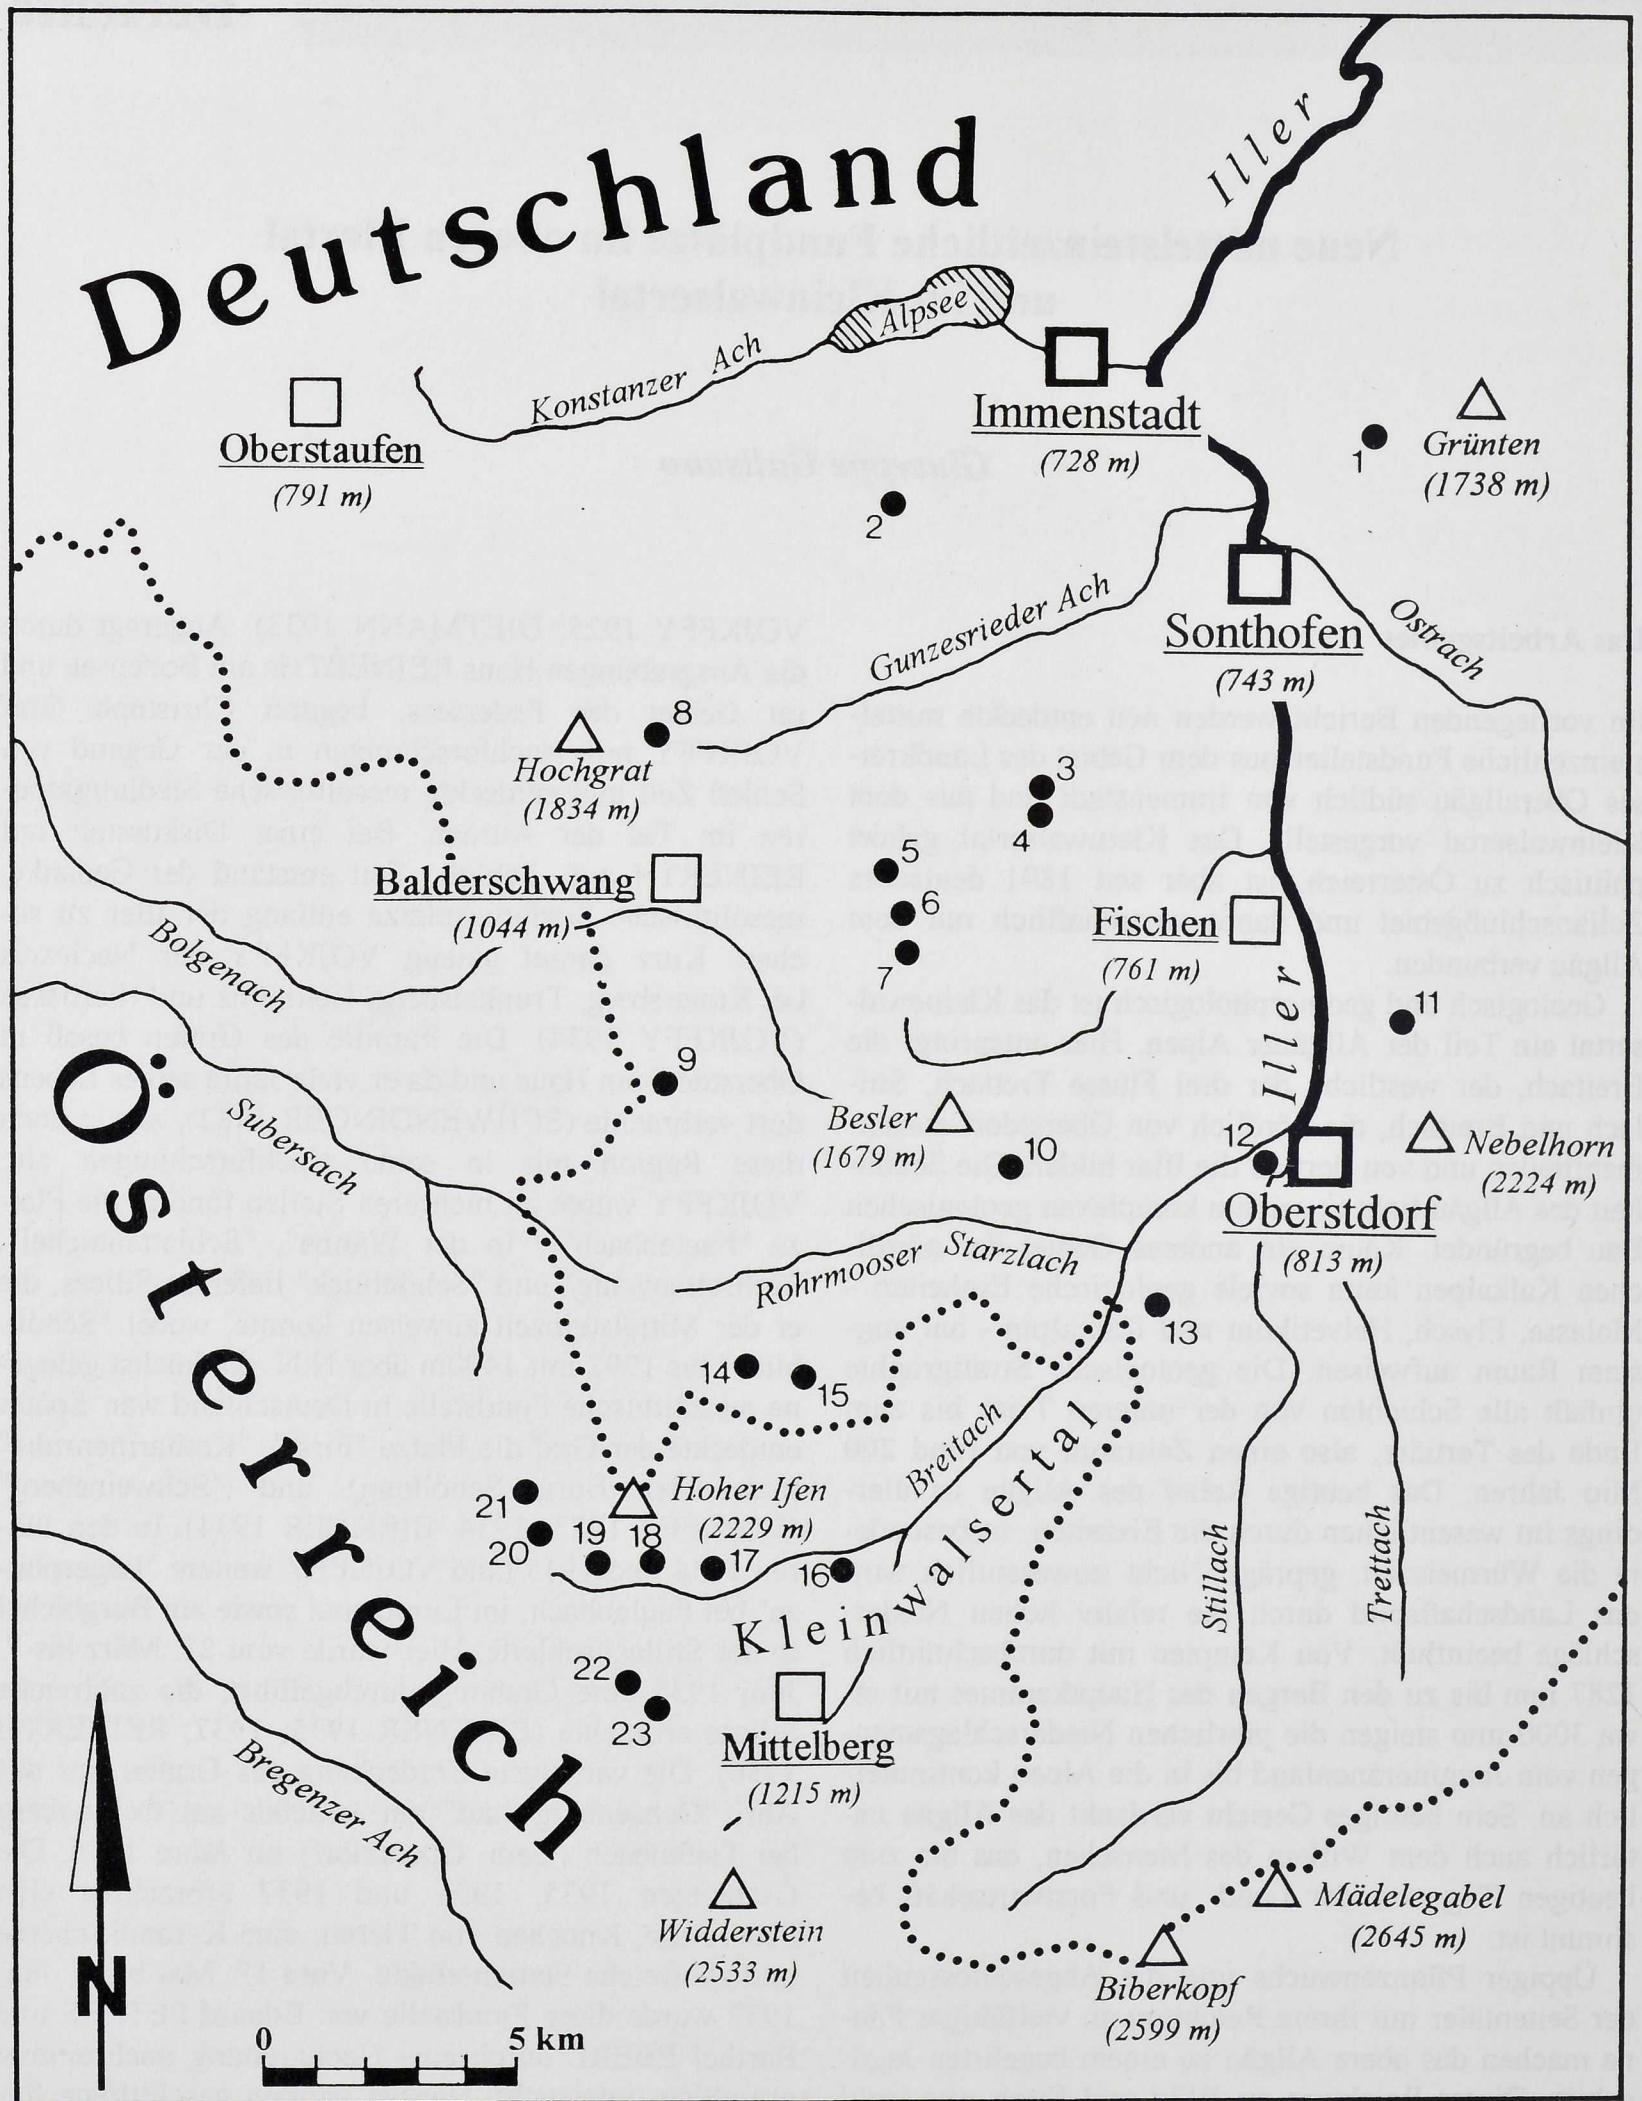 Deutschland
Iller
Alpsee
Konstanzer Ach
Immenstadt
(728 m)
Oberstaufen
(791 m)
1
Grünten
(1738 m)
2
Sonthofen
(743 m)
Ostrach
Gunzesrieder Ach
8
Hochgrat
(1834 m)
3
4
5
6
7
Balderschwang
(1044 m)
Fischen
(761 m)
Bolgenach
Iller
11
9
Subersach
Besler
(1679 m)
10
12
Nebelhorn
(2224 m)
Oberstdorf
(813 m)
Rohrmooser Starzlach
13
14
15
Österreich
Breitach
Hoher Ifen
(2229 m)
21
20
19
18
17
16
Kleinwalsertal
Stillach
Trettach
22
23
Mittelberg
(1215 m)
Bregenzer Ach
Widderstein
(2533 m)
Mädelegabel
(2645 m)
Biberkopf
(2599 m)
N
0 5 km